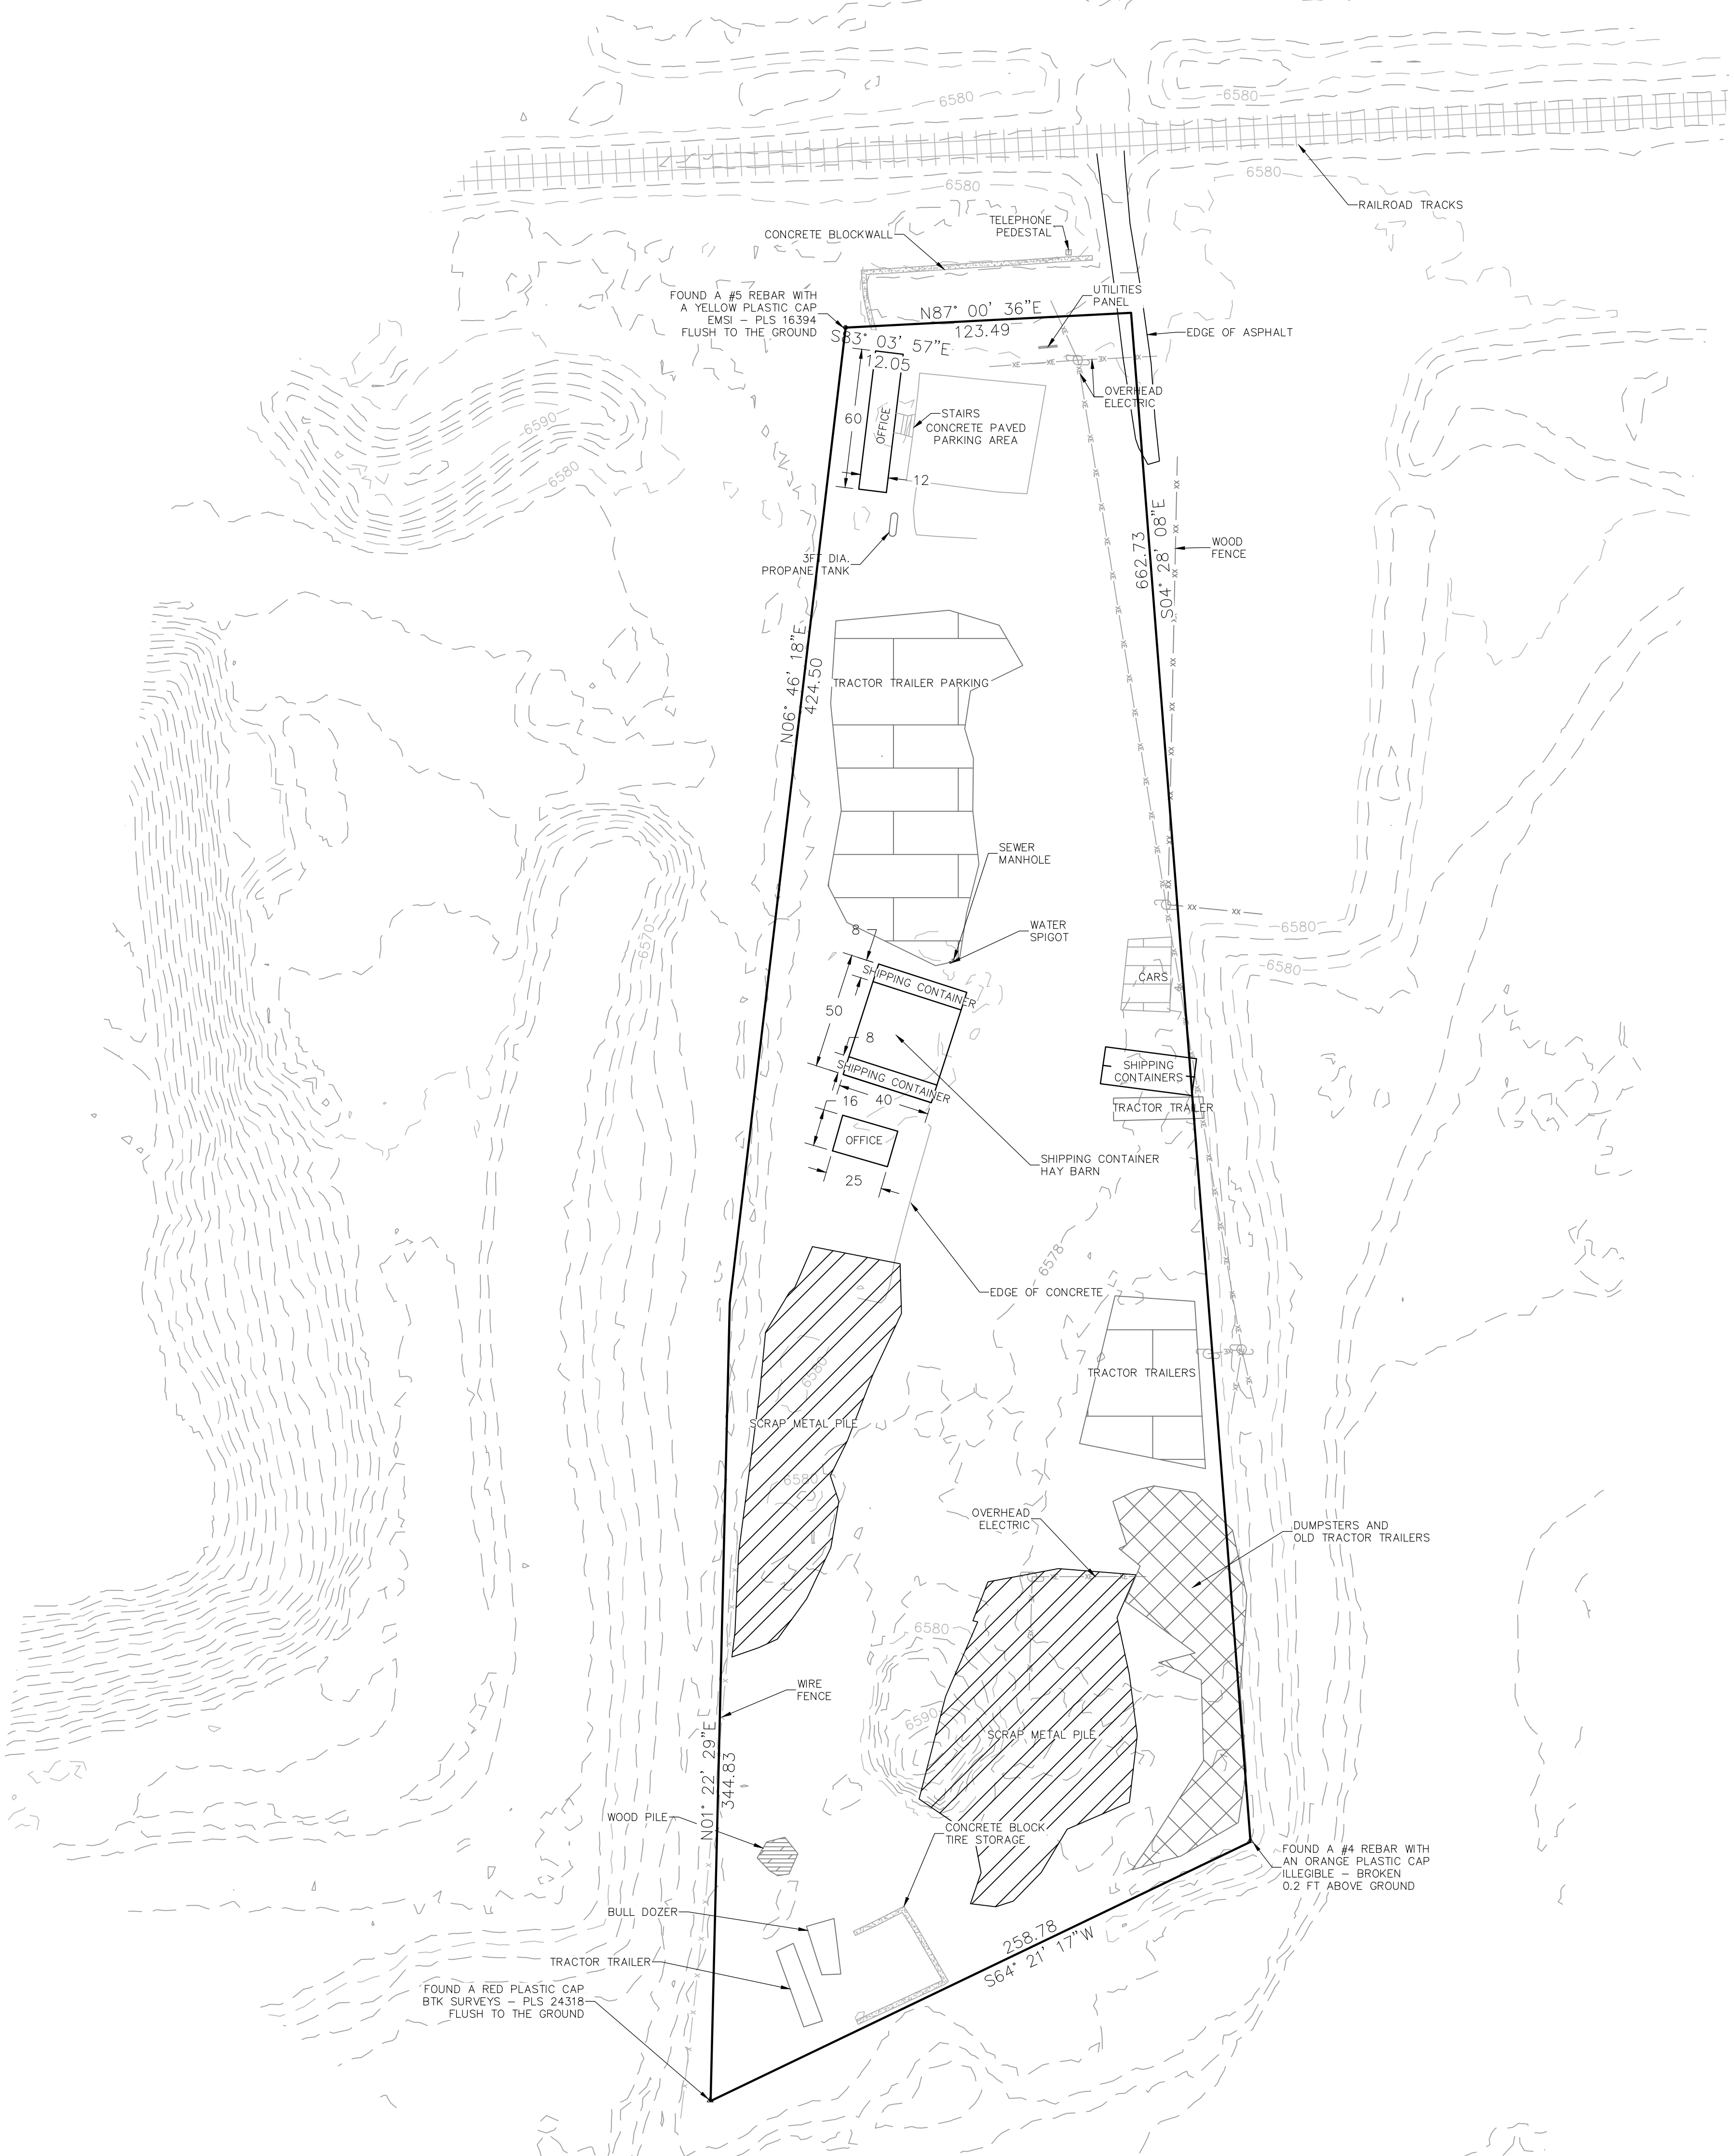 6580
6580
6580
6580
RAILROAD TRACKS
TELEPHONE
PEDESTAL
CONCRETE BLOCKWALL
UTILITIES
PANEL
FOUND A #5 REBAR WITH
A YELLOW PLASTIC CAP
EMSI – PLS 16394
FLUSH TO THE GROUND
N87° 00' 36"E
123.49
EDGE OF ASPHALT
S83° 03' 57"E
12.05
XE
XE
3X
OVERHEAD
ELECTRIC
60
OFFICE
STAIRS
CONCRETE PAVED
PARKING AREA
12
6590
6580
3FT DIA.
PROPANE TANK
WOOD
FENCE
662.73
S04° 28' 08"E
N06° 46' 18"E
424.50
TRACTOR TRAILER PARKING
SEWER
MANHOLE
WATER
SPIGOT
XX
XX
6580
6580
6570
CARS
8
SHIPPING CONTAINER
50
8
SHIPPING CONTAINER
40
16
OFFICE
25
SHIPPING
CONTAINERS
TRACTOR TRAILER
SHIPPING CONTAINER
HAY BARN
6578
EDGE OF CONCRETE
6580
TRACTOR TRAILERS
SCRAP METAL PILE
6580
OVERHEAD
ELECTRIC
DUMPSTERS AND
OLD TRACTOR TRAILERS
6580
WIRE
FENCE
6590
SCRAP METAL PILE
N01° 22' 29"E
344.83
WOOD PILE
CONCRETE BLOCK
TIRE STORAGE
FOUND A #4 REBAR WITH
AN ORANGE PLASTIC CAP
ILLEGIBLE – BROKEN
0.2 FT ABOVE GROUND
BULL DOZER
258.78
S64° 21' 17"W
TRACTOR TRAILER
FOUND A RED PLASTIC CAP
BTK SURVEYS – PLS 24318
FLUSH TO THE GROUND